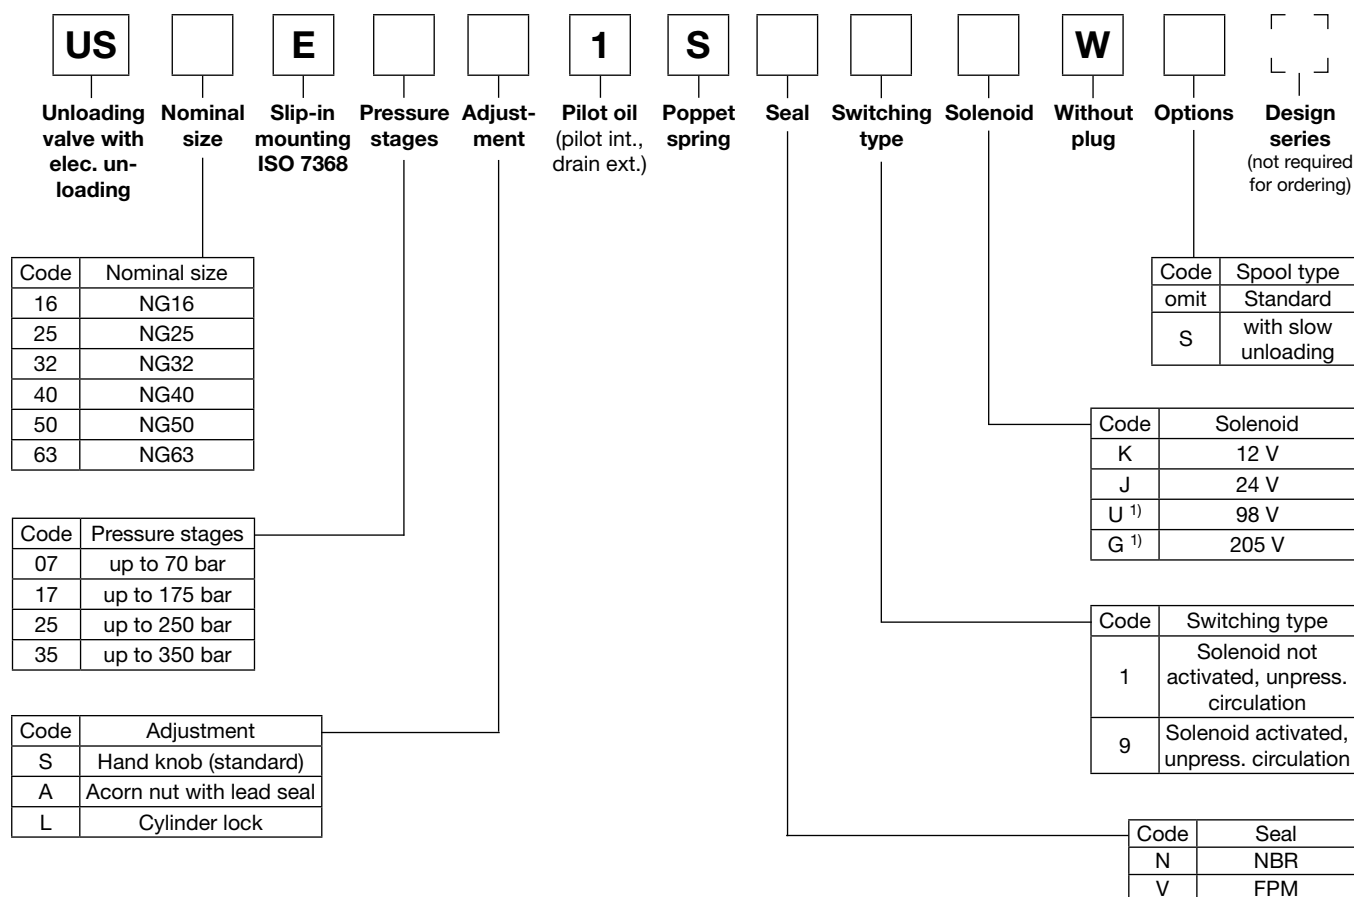 US E 1 S W
Unloading valve with elec. un- loading
Nominal size
Slip-in mounting ISO 7368
Pressure stages
Adjust- ment
Pilot oil (pilot int., drain ext.)
Poppet spring
Seal
Switching type
Solenoid
Without plug
Options
Design series (not required for ordering)
Code Nominal size
16 NG16
25 NG25
32 NG32
40 NG40
50 NG50
63 NG63
Code Pressure stages
07 up to 70 bar
17 up to 175 bar
25 up to 250 bar
35 up to 350 bar
Code Adjustment
S Hand knob (standard)
A Acorn nut with lead seal
L Cylinder lock
Code Spool type
omit Standard
S with slow unloading
Code Solenoid
K 12 V
J 24 V
U 1) 98 V
G 1) 205 V
Code Switching type
1 Solenoid not activated, unpress. circulation
9 Solenoid activated, unpress. circulation
Code Seal
N NBR
V FPM